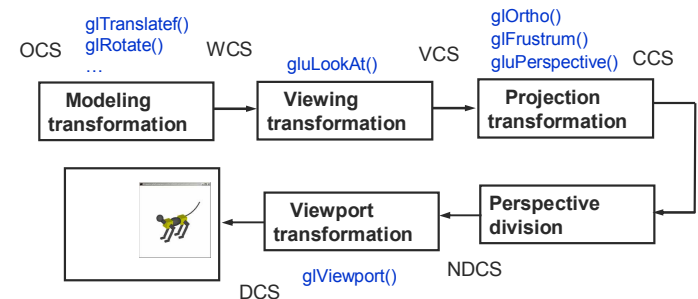 glTranslatef()
glRotate()
…
OCS
WCS
gluLookAt()
VCS
glOrtho()
glFrustrum()
gluPerspective()
CCS
Modeling
transformation
Viewing
transformation
Projection
transformation
Viewport
transformation
Perspective
division
DCS
glViewport()
NDCS